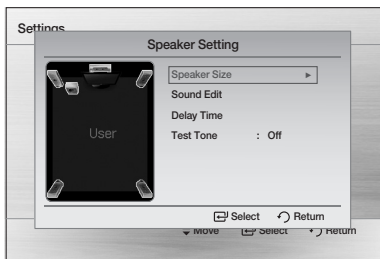 Settings
Speaker Setting
Speaker Size ►
Sound Edit
Delay Time
Test Tone : Off
User
Select Return
Move Select Return